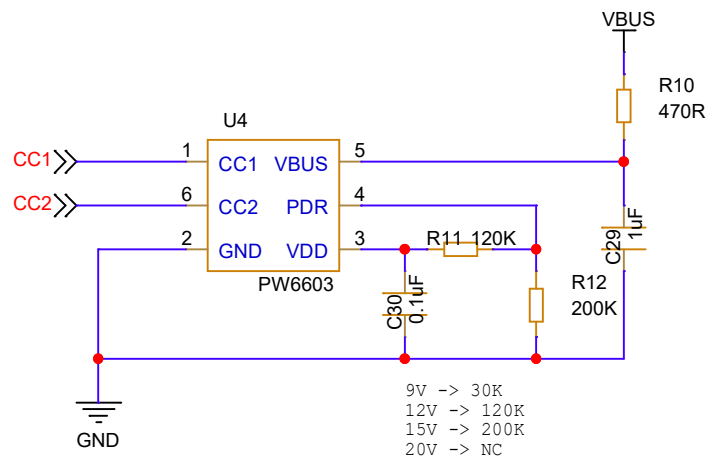 VBUS
R10
470R
U4
CC1
1
CC1
VBUS
5
CC2
6
CC2
PDR
4
2
GND
VDD
3
R11 120K
C29
1uF
PW6603
C30
0.1uF
R12
200K
9V -> 30K
12V -> 120K
15V -> 200K
20V -> NC
GND